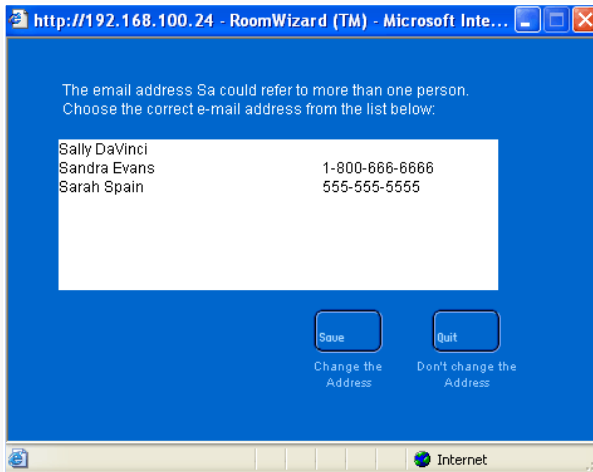 http://192.168.100.24 - RoomWizard (TM) - Microsoft Inte...
The email address Sa could refer to more than one person.
Choose the correct e-mail address from the list below:
Sally DaVinci
Sandra Evans 1-800-666-6666
Sarah Spain 555-555-5555
Save Quit
Change the Don't change the
Address Address
Internet